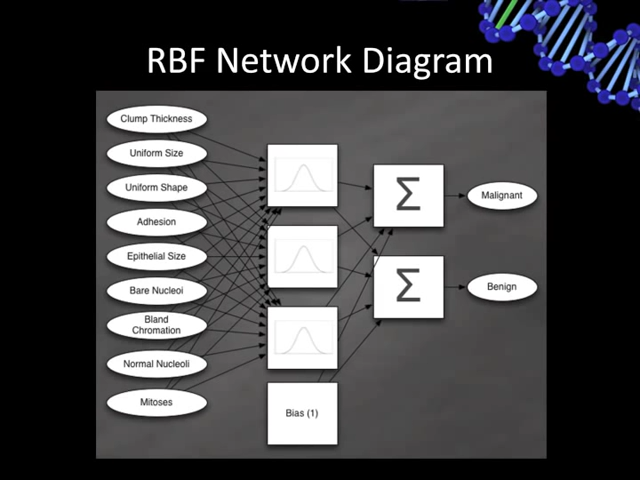 RBF Network Diagram
Clump Thickness
Uniform Size
Uniform Shape
Adhesion
Epithelial Size
Bare Nucleoi
Bland
Chromation
Normal Nucleoli
Mitoses
Bias (1)
Σ
Σ
Malignant
Benign